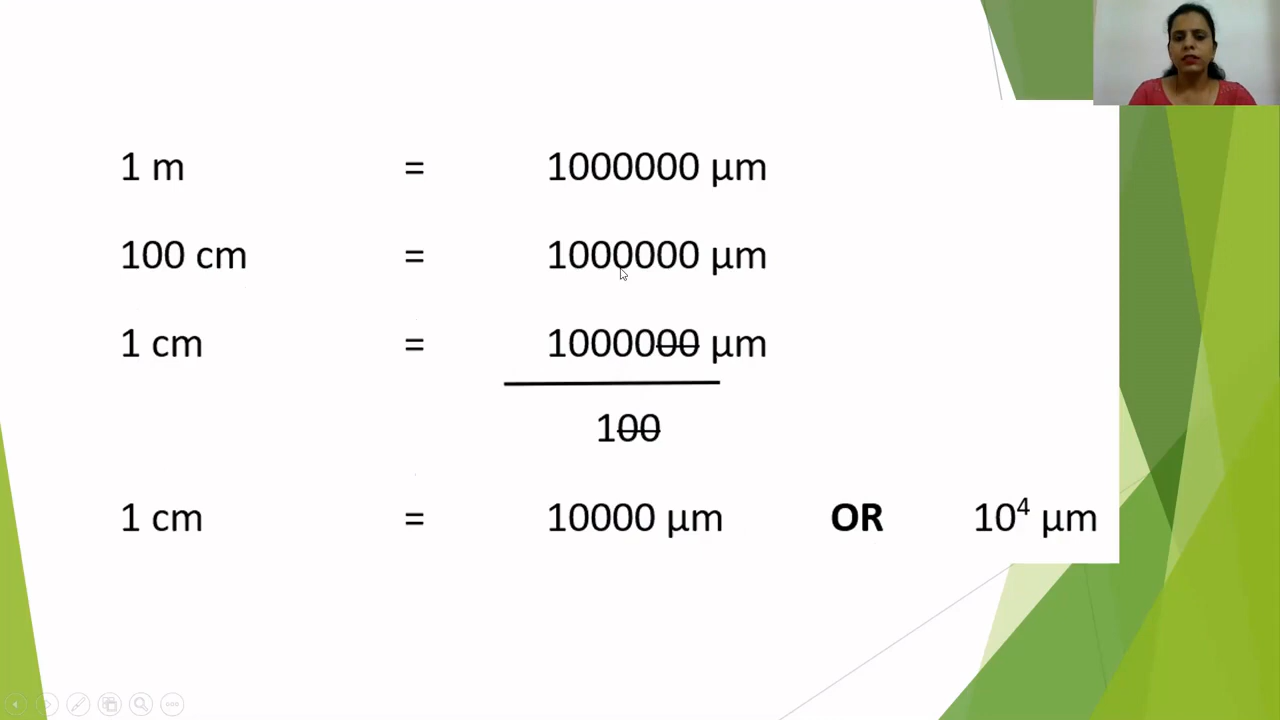 1 m = 1000000 µm
100 cm = 1000000 µm
1 cm = 1000000 µm
100
1 cm = 10000 µm OR 10⁴ µm